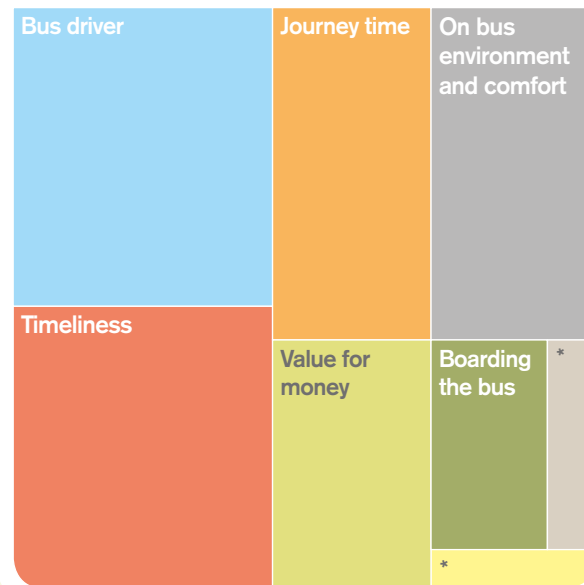 Bus driver
Journey time
On bus
environment
and comfort
Timeliness
Value for
money
Boarding
the bus
*
*